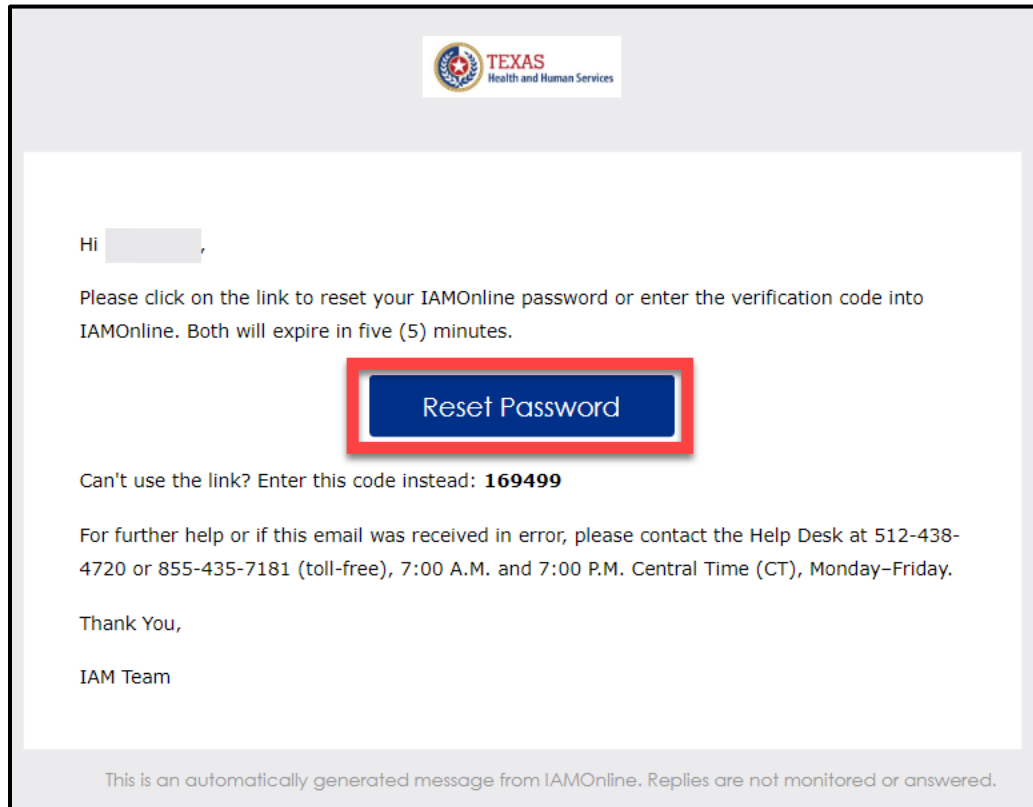 TEXAS
Health and Human Services
Hi ,
Please click on the link to reset your IAMOnline password or enter the verification code into
IAMOnline. Both will expire in five (5) minutes.
Reset Password
Can't use the link? Enter this code instead: 169499
For further help or if this email was received in error, please contact the Help Desk at 512-438-
4720 or 855-435-7181 (toll-free), 7:00 A.M. and 7:00 P.M. Central Time (CT), Monday–Friday.
Thank You,
IAM Team
This is an automatically generated message from IAMOnline. Replies are not monitored or answered.